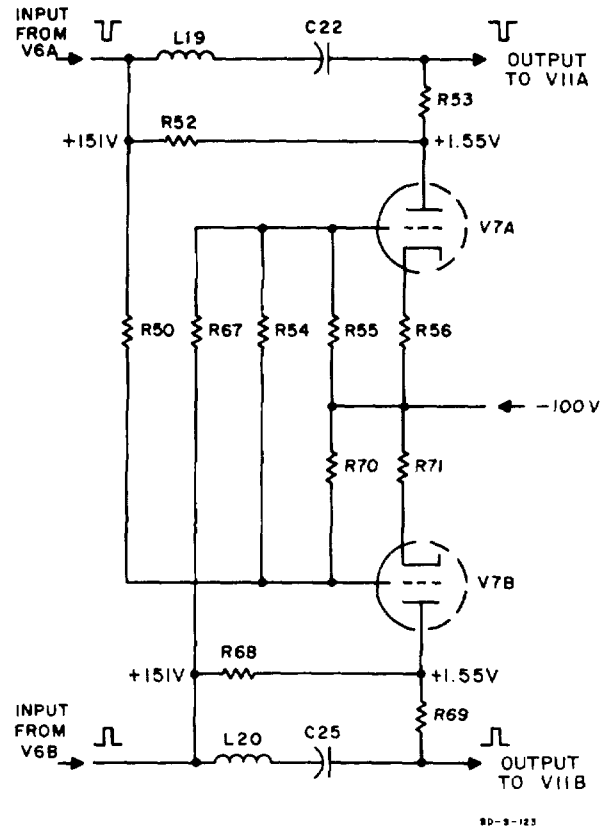 INPUT
FROM
V6A
L19
C22
OUTPUT
TO V11A
R53
R52
+151V
+1.55V
V7A
R50
R67
R54
R55
R56
-100V
R70
R71
V7B
R68
+151V
+1.55V
R69
INPUT
FROM
V6B
L20
C25
OUTPUT
TO V11B